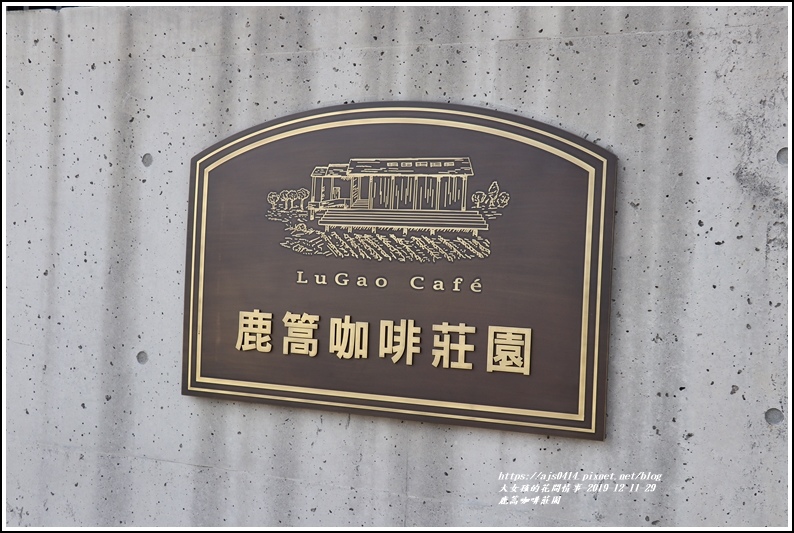 LuGao Café
鹿篙咖啡莊園
https://ajs0414.pixnet.net/blog
大女孩的花間情事 2019-12-11-29
鹿篙咖啡莊園